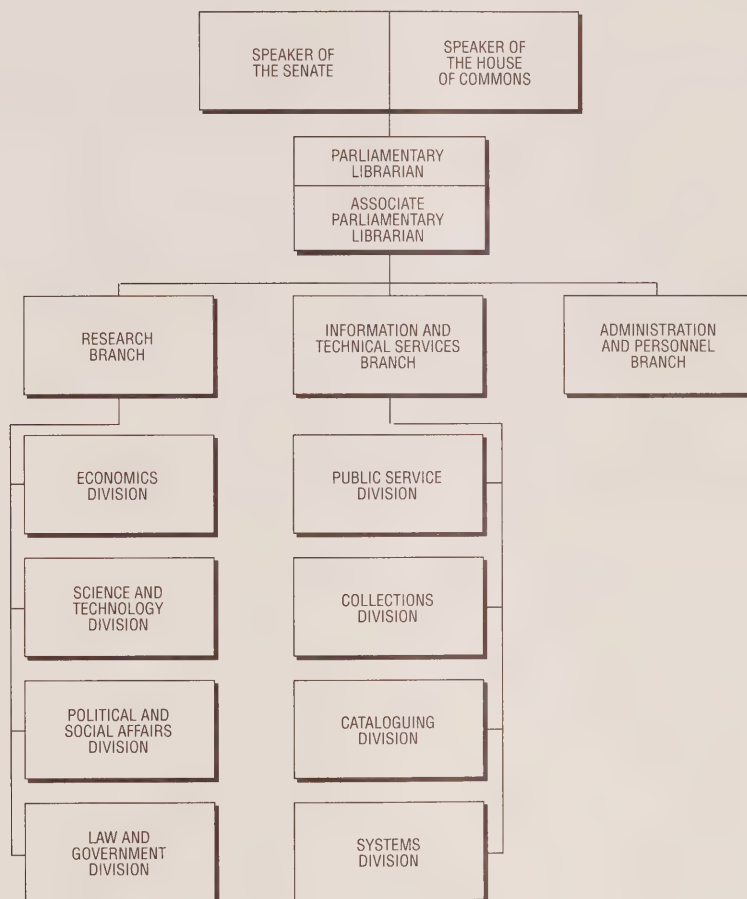 SPEAKER OF
THE SENATE
SPEAKER OF
THE HOUSE
OF COMMONS
PARLIAMENTARY
LIBRARIAN
ASSOCIATE
PARLIAMENTARY
LIBRARIAN
RESEARCH
BRANCH
INFORMATION AND
TECHNICAL SERVICES
BRANCH
ADMINISTRATION
AND PERSONNEL
BRANCH
ECONOMICS
DIVISION
PUBLIC SERVICE
DIVISION
SCIENCE AND
TECHNOLOGY
DIVISION
COLLECTIONS
DIVISION
POLITICAL AND
SOCIAL AFFAIRS
DIVISION
CATALOGUING
DIVISION
LAW AND
GOVERNMENT
DIVISION
SYSTEMS
DIVISION